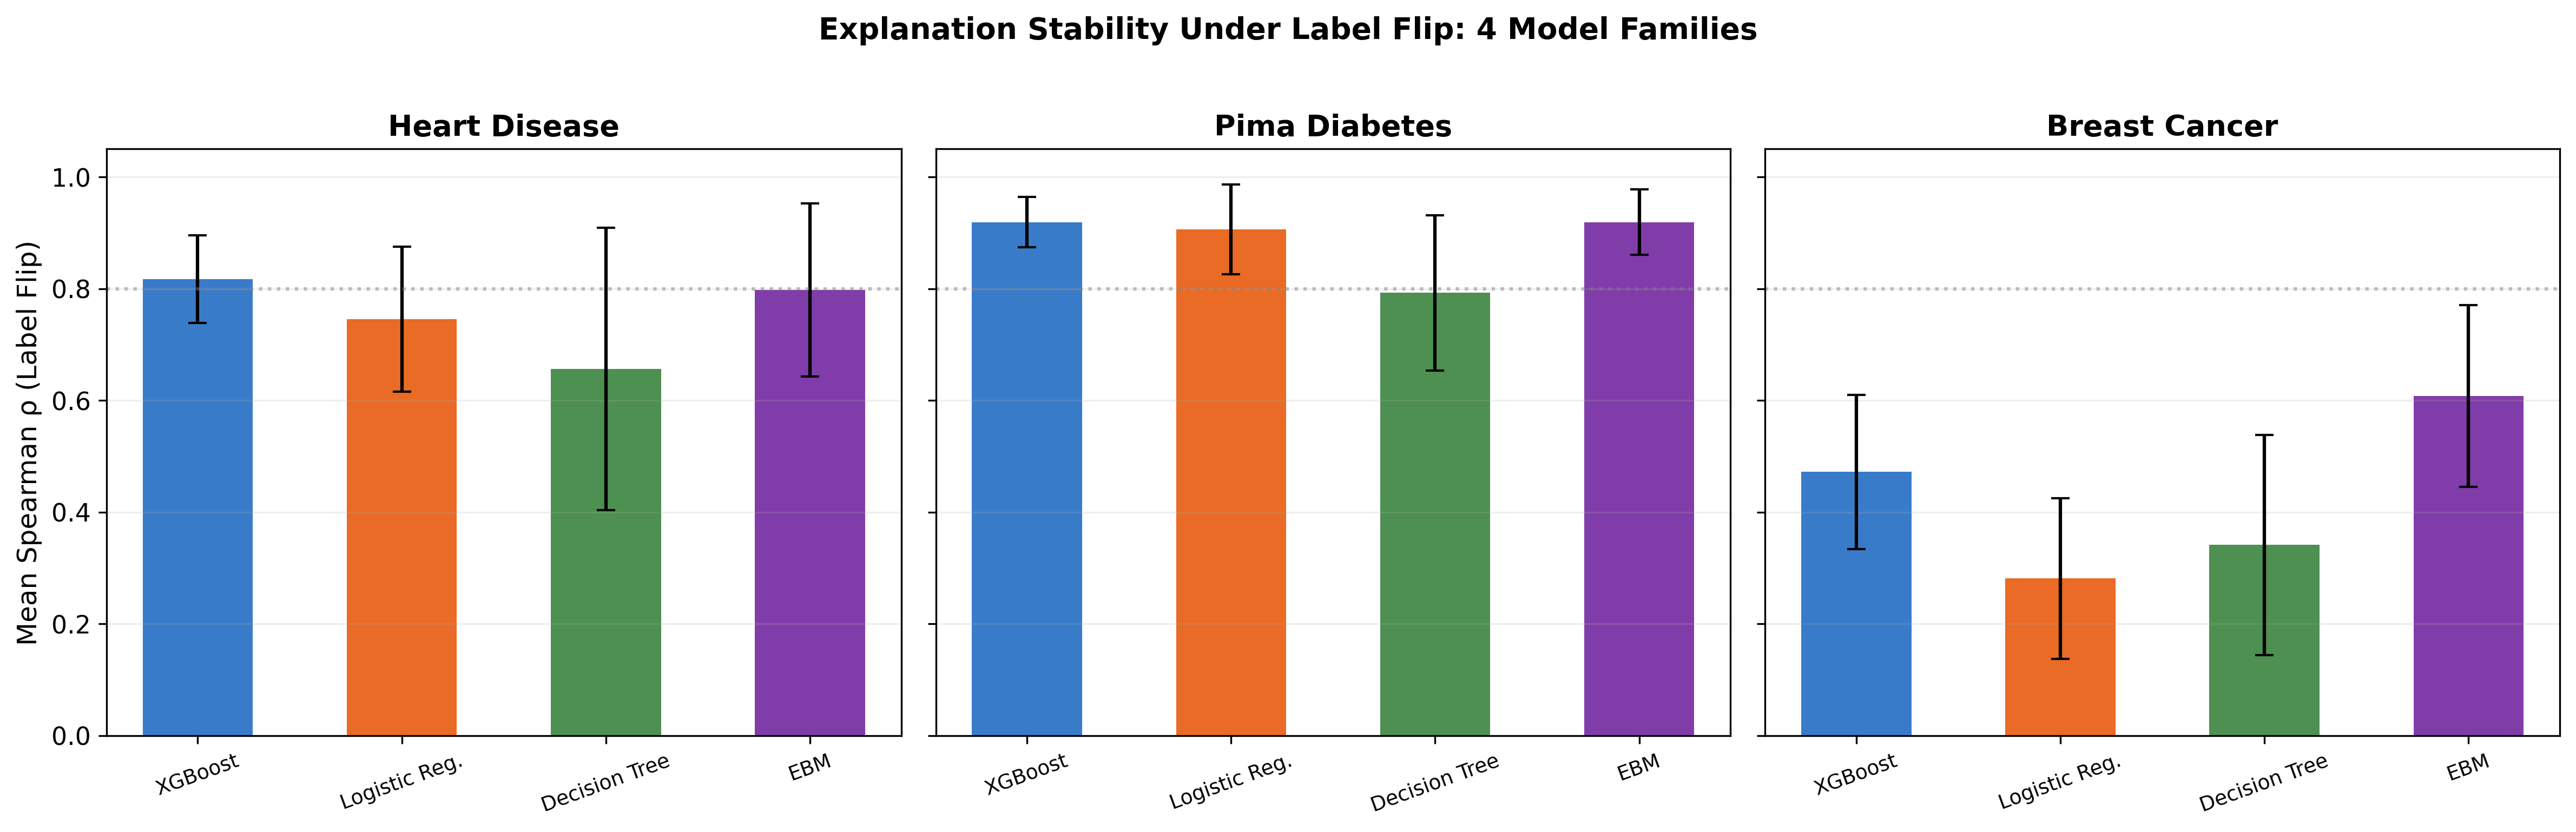 Explanation Stability Under Label Flip: 4 Model Families
Heart Disease
Pima Diabetes
Breast Cancer
Mean Spearman ρ (Label Flip)
1.0
0.8
0.6
0.4
0.2
0.0
XGBoost
Logistic Reg.
Decision Tree
EBM
XGBoost
Logistic Reg.
Decision Tree
EBM
XGBoost
Logistic Reg.
Decision Tree
EBM